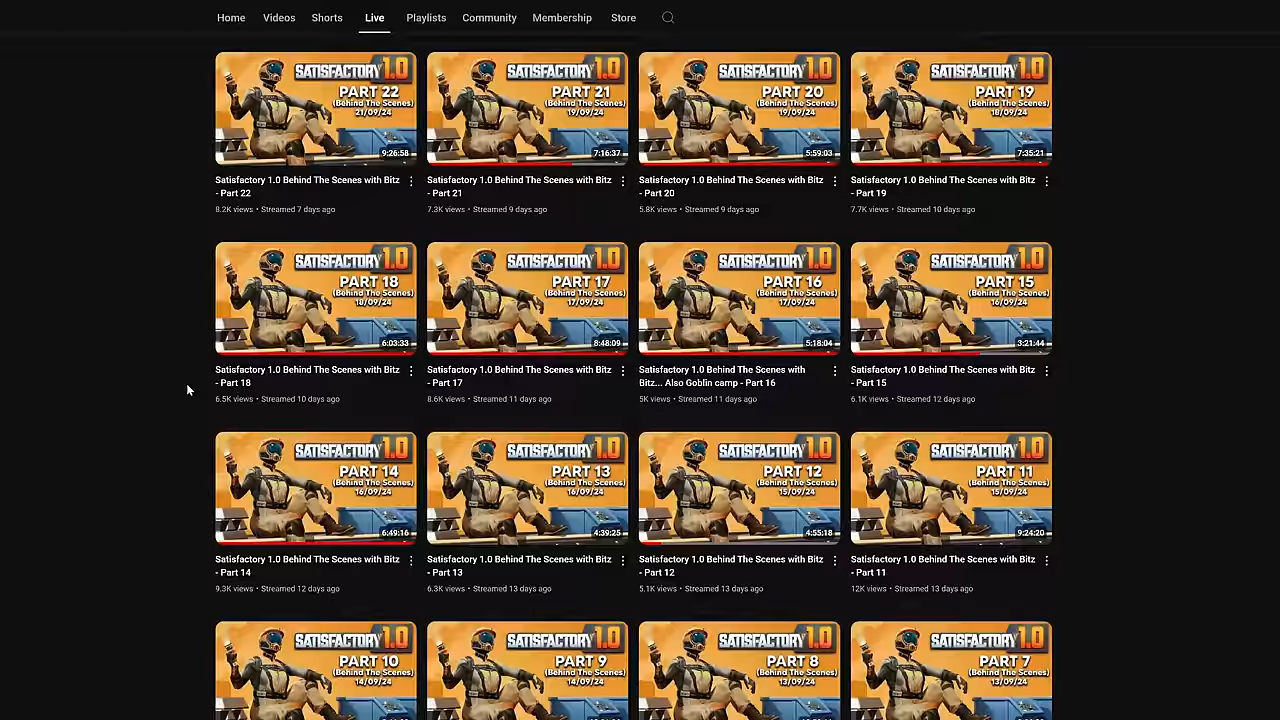 Home Videos Shorts Live Playlists Community Membership Store
SATISFACTORY 1.0 SATISFACTORY 1.0 SATISFACTORY 1.0 SATISFACTORY 1.0
PART 22 PART 21 PART 20 PART 19
(Behind The Scenes) (Behind The Scenes) (Behind The Scenes) (Behind The Scenes)
21/09/24 19/09/24 19/09/24 18/09/24
9:26:58 7:16:37 5:59:03 7:35:21
Satisfactory 1.0 Behind The Scenes with Bitz Satisfactory 1.0 Behind The Scenes with Bitz Satisfactory 1.0 Behind The Scenes with Bitz Satisfactory 1.0 Behind The Scenes with Bitz
- Part 22 - Part 21 - Part 20 - Part 19
8.2K views • Streamed 7 days ago 7.3K views • Streamed 9 days ago 5.8K views • Streamed 9 days ago 7.7K views • Streamed 10 days ago
SATISFACTORY 1.0 SATISFACTORY 1.0 SATISFACTORY 1.0 SATISFACTORY 1.0
PART 18 PART 17 PART 16 PART 15
(Behind The Scenes) (Behind The Scenes) (Behind The Scenes) (Behind The Scenes)
18/09/24 17/09/24 17/09/24 16/09/24
6:03:33 8:48:09 5:18:04 3:21:44
Satisfactory 1.0 Behind The Scenes with Bitz Satisfactory 1.0 Behind The Scenes with Bitz Satisfactory 1.0 Behind The Scenes with Satisfactory 1.0 Behind The Scenes with Bitz
- Part 18 - Part 17 Bitz... Also Goblin camp - Part 16 - Part 15
6.5K views • Streamed 10 days ago 8.6K views • Streamed 11 days ago 5K views • Streamed 11 days ago 6.1K views • Streamed 12 days ago
SATISFACTORY 1.0 SATISFACTORY 1.0 SATISFACTORY 1.0 SATISFACTORY 1.0
PART 14 PART 13 PART 12 PART 11
(Behind The Scenes) (Behind The Scenes) (Behind The Scenes) (Behind The Scenes)
16/09/24 16/09/24 15/09/24 15/09/24
6:49:16 4:39:25 4:55:18 9:24:20
Satisfactory 1.0 Behind The Scenes with Bitz Satisfactory 1.0 Behind The Scenes with Bitz Satisfactory 1.0 Behind The Scenes with Bitz Satisfactory 1.0 Behind The Scenes with Bitz
- Part 14 - Part 13 - Part 12 - Part 11
9.3K views • Streamed 12 days ago 6.3K views • Streamed 13 days ago 5.1K views • Streamed 13 days ago 12K views • Streamed 13 days ago
SATISFACTORY 1.0 SATISFACTORY 1.0 SATISFACTORY 1.0 SATISFACTORY 1.0
PART 10 PART 9 PART 8 PART 7
(Behind The Scenes) (Behind The Scenes) (Behind The Scenes) (Behind The Scenes)
14/09/24 14/09/24 13/09/24 13/09/24